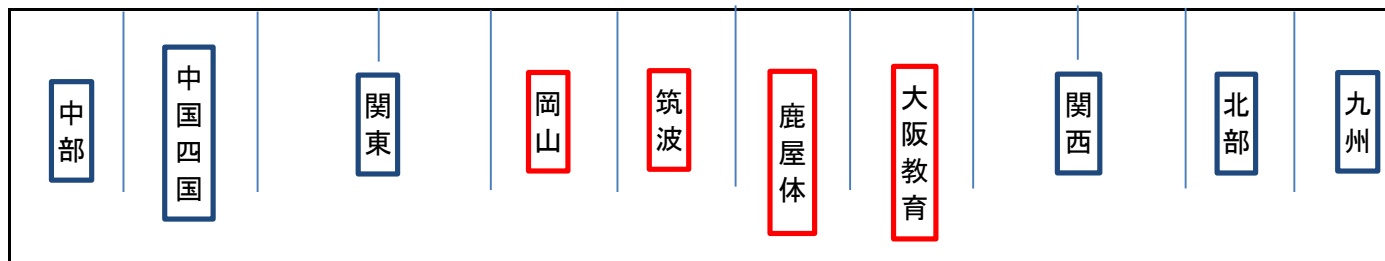 中部
中国四国
関東
岡山
筑波
鹿屋体
大阪教育
関西
北部
九州